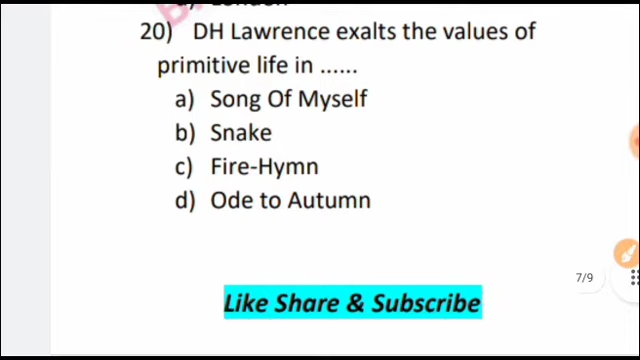 20) DH Lawrence exalts the values of
primitive life in ......
a) Song Of Myself
b) Snake
c) Fire-Hymn
d) Ode to Autumn
7/9
Like Share & Subscribe